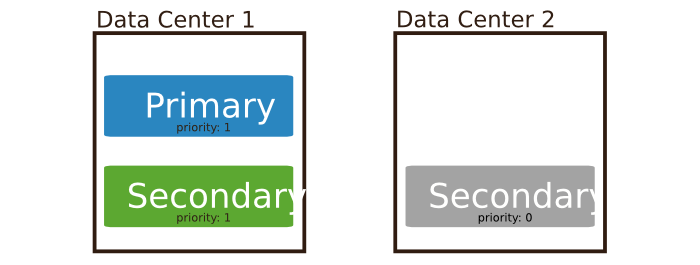 Data Center 1
Primary
priority: 1
Secondary
priority: 1
Data Center 2
Secondary
priority: 0